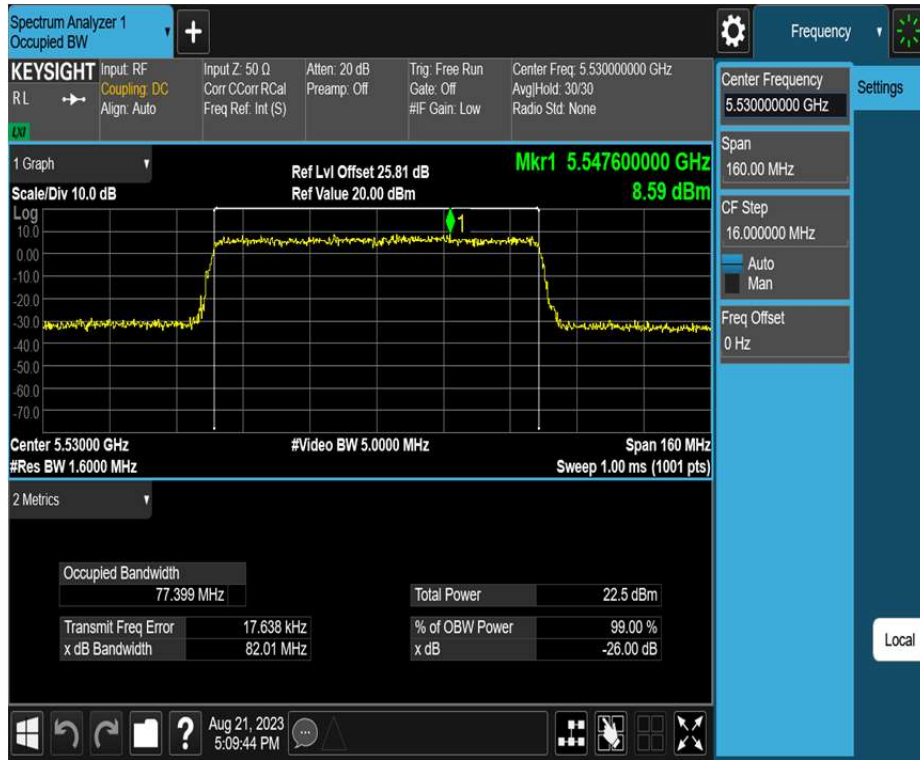 Spectrum Analyzer 1
Occupied BW
+
Frequency
KEYSIGHT
RL
LXI
Input: RF
Coupling: DC
Align: Auto
Input Z: 50 Ω
Corr CCorr RCal
Freq Ref: Int (S)
Atten: 20 dB
Preamp: Off
Trig: Free Run
Gate: Off
#IF Gain: Low
Center Freq: 5.530000000 GHz
Avg|Hold: 30/30
Radio Std: None
Center Frequency
5.530000000 GHz
Settings
Span
160.00 MHz
CF Step
16.000000 MHz
Auto
Man
Freq Offset
0 Hz
Local
1 Graph
Scale/Div 10.0 dB
Ref Lvl Offset 25.81 dB
Ref Value 20.00 dBm
Mkr1 5.547600000 GHz
8.59 dBm
Log
10.0
0.00
-10.0
-20.0
-30.0
-40.0
-50.0
-60.0
-70.0
1
Center 5.53000 GHz
#Video BW 5.0000 MHz
Span 160 MHz
#Res BW 1.6000 MHz
Sweep 1.00 ms (1001 pts)
2 Metrics
Occupied Bandwidth
77.399 MHz
Total Power 22.5 dBm
Transmit Freq Error 17.638 kHz
% of OBW Power 99.00 %
x dB Bandwidth 82.01 MHz
x dB -26.00 dB
?
Aug 21, 2023
5:09:44 PM